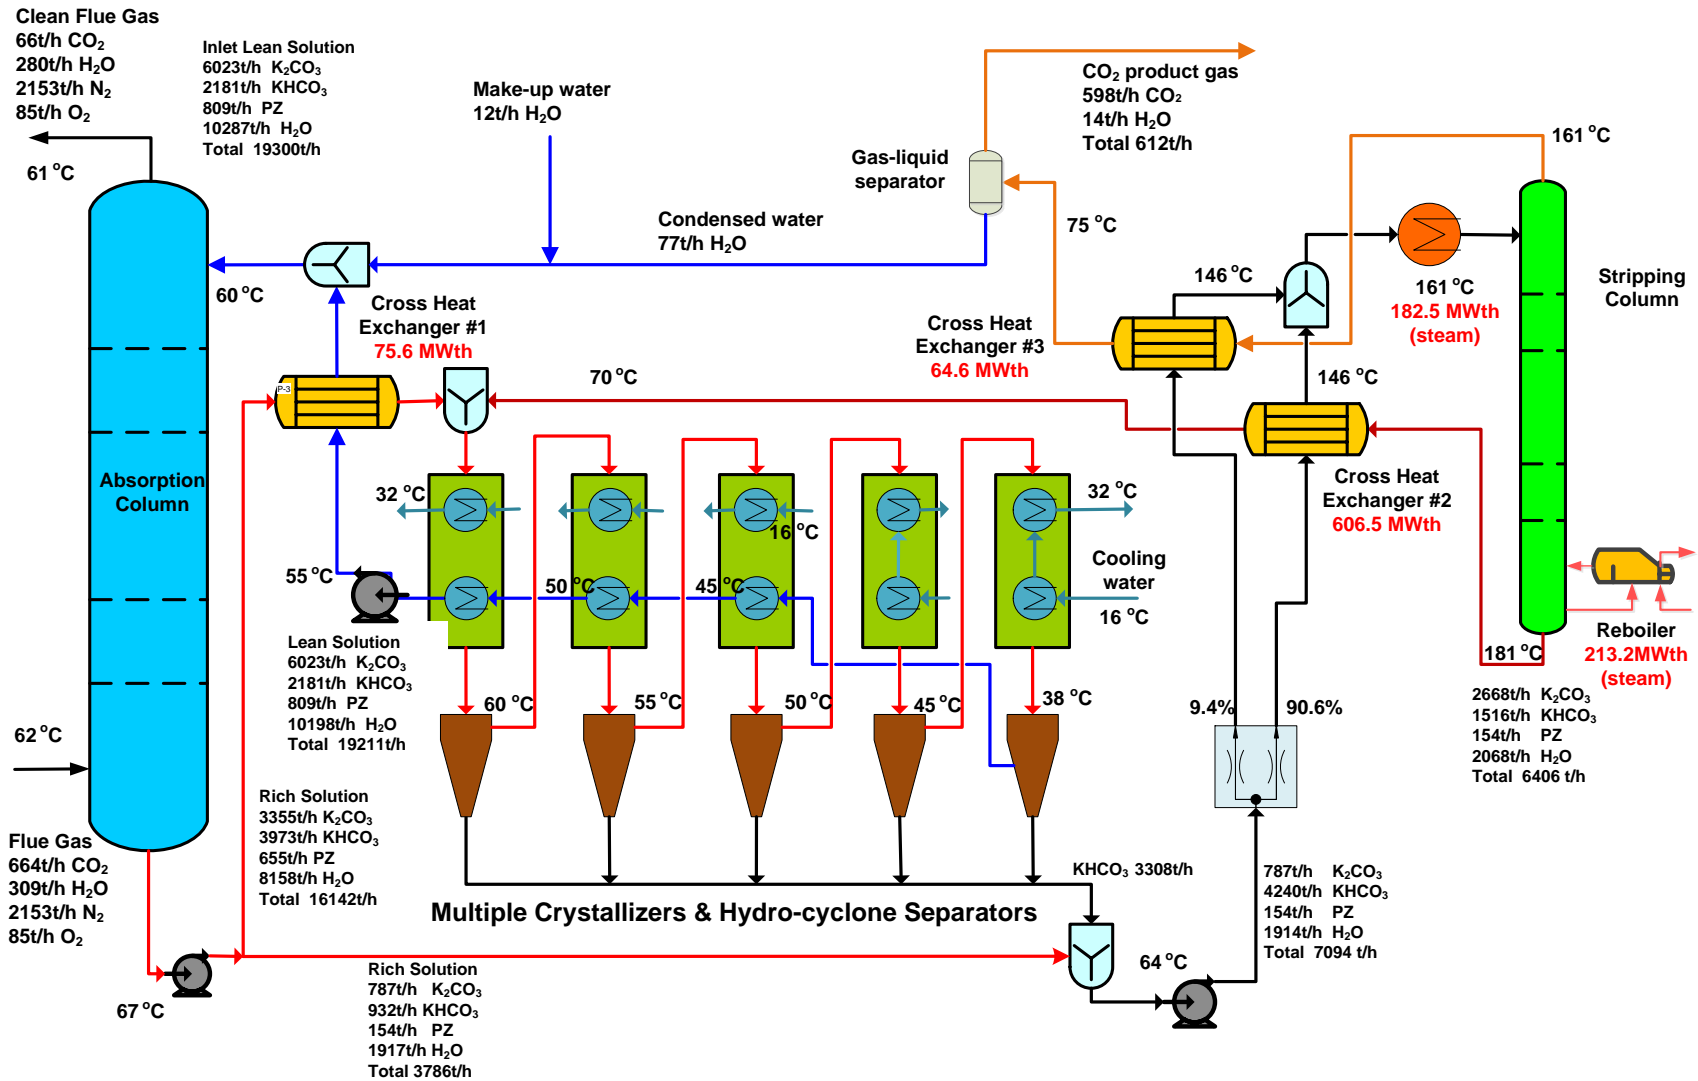 Clean Flue Gas
66t/h CO₂
280t/h H₂O
2153t/h N₂
85t/h O₂
61 °C
Inlet Lean Solution
6023t/h K₂CO₃
2181t/h KHCO₃
809t/h PZ
10287t/h H₂O
Total 19300t/h
Make-up water
12t/h H₂O
CO₂ product gas
598t/h CO₂
14t/h H₂O
Total 612t/h
Gas-liquid
separator
Condensed water
77t/h H₂O
75 °C
161 °C
146 °C
161 °C
182.5 MWth
(steam)
Stripping
Column
60 °C
Cross Heat
Exchanger #1
75.6 MWth
P-3
70 °C
Cross Heat
Exchanger #3
64.6 MWth
146 °C
Cross Heat
Exchanger #2
606.5 MWth
Absorption
Column
32 °C
16 °C
32 °C
Cooling
water
16 °C
55 °C
50 °C
45 °C
Lean Solution
6023t/h K₂CO₃
2181t/h KHCO₃
809t/h PZ
10198t/h H₂O
Total 19211t/h
60 °C
55 °C
50 °C
45 °C
38 °C
181 °C
Reboiler
213.2MWth
(steam)
2668t/h K₂CO₃
1516t/h KHCO₃
154t/h PZ
2068t/h H₂O
Total 6406 t/h
9.4%
90.6%
62 °C
Flue Gas
664t/h CO₂
309t/h H₂O
2153t/h N₂
85t/h O₂
Rich Solution
3355t/h K₂CO₃
3973t/h KHCO₃
655t/h PZ
8158t/h H₂O
Total 16142t/h
KHCO₃ 3308t/h
Multiple Crystallizers & Hydro-cyclone Separators
787t/h K₂CO₃
4240t/h KHCO₃
154t/h PZ
1914t/h H₂O
Total 7094 t/h
64 °C
67 °C
Rich Solution
787t/h K₂CO₃
932t/h KHCO₃
154t/h PZ
1917t/h H₂O
Total 3786t/h